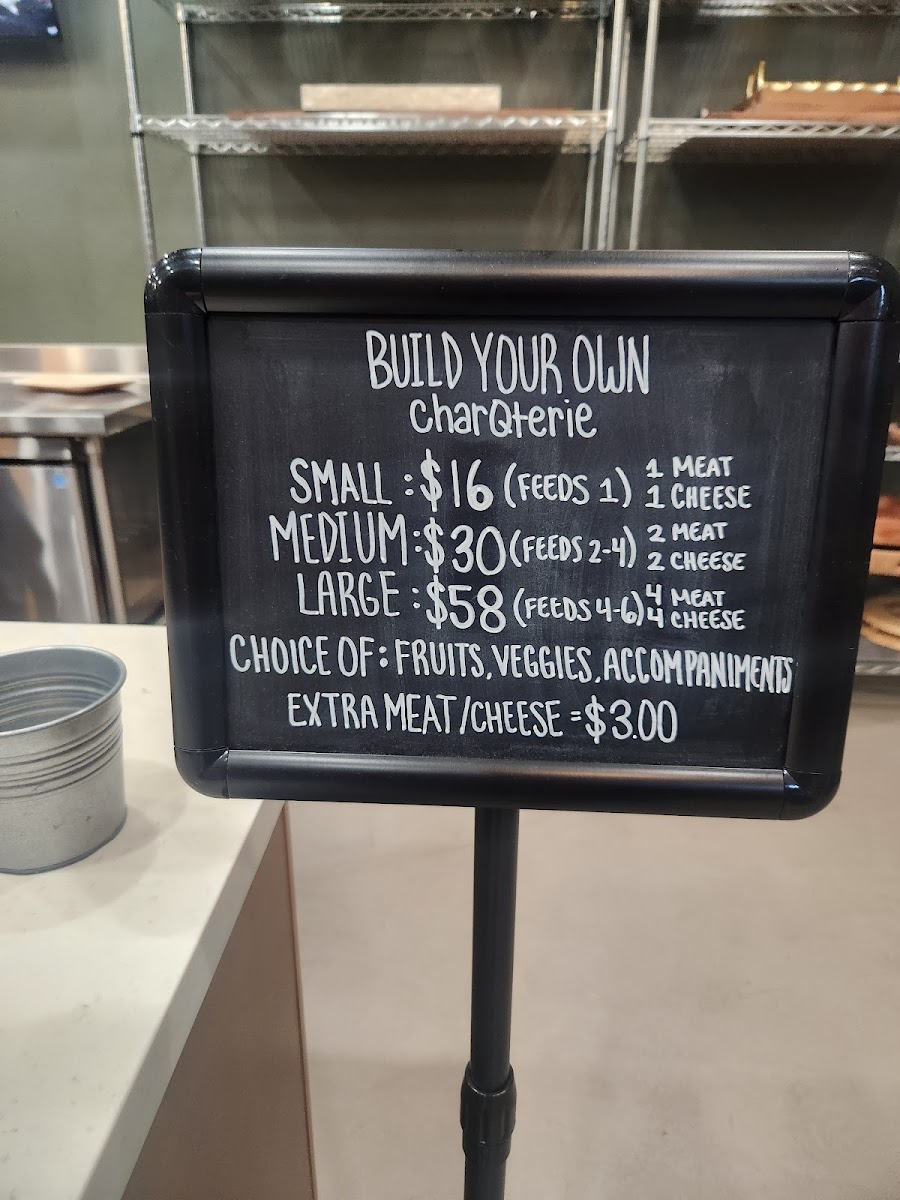 BUILD YOUR OWN
CharQterie
SMALL : $16 (FEEDS 1) 1 MEAT
1 CHEESE
MEDIUM : $30 (FEEDS 2-4) 2 MEAT
2 CHEESE
LARGE : $58 (FEEDS 4-6) 4 MEAT
4 CHEESE
CHOICE OF : FRUITS, VEGGIES, ACCOMPANIMENTS
EXTRA MEAT/CHEESE = $3.00